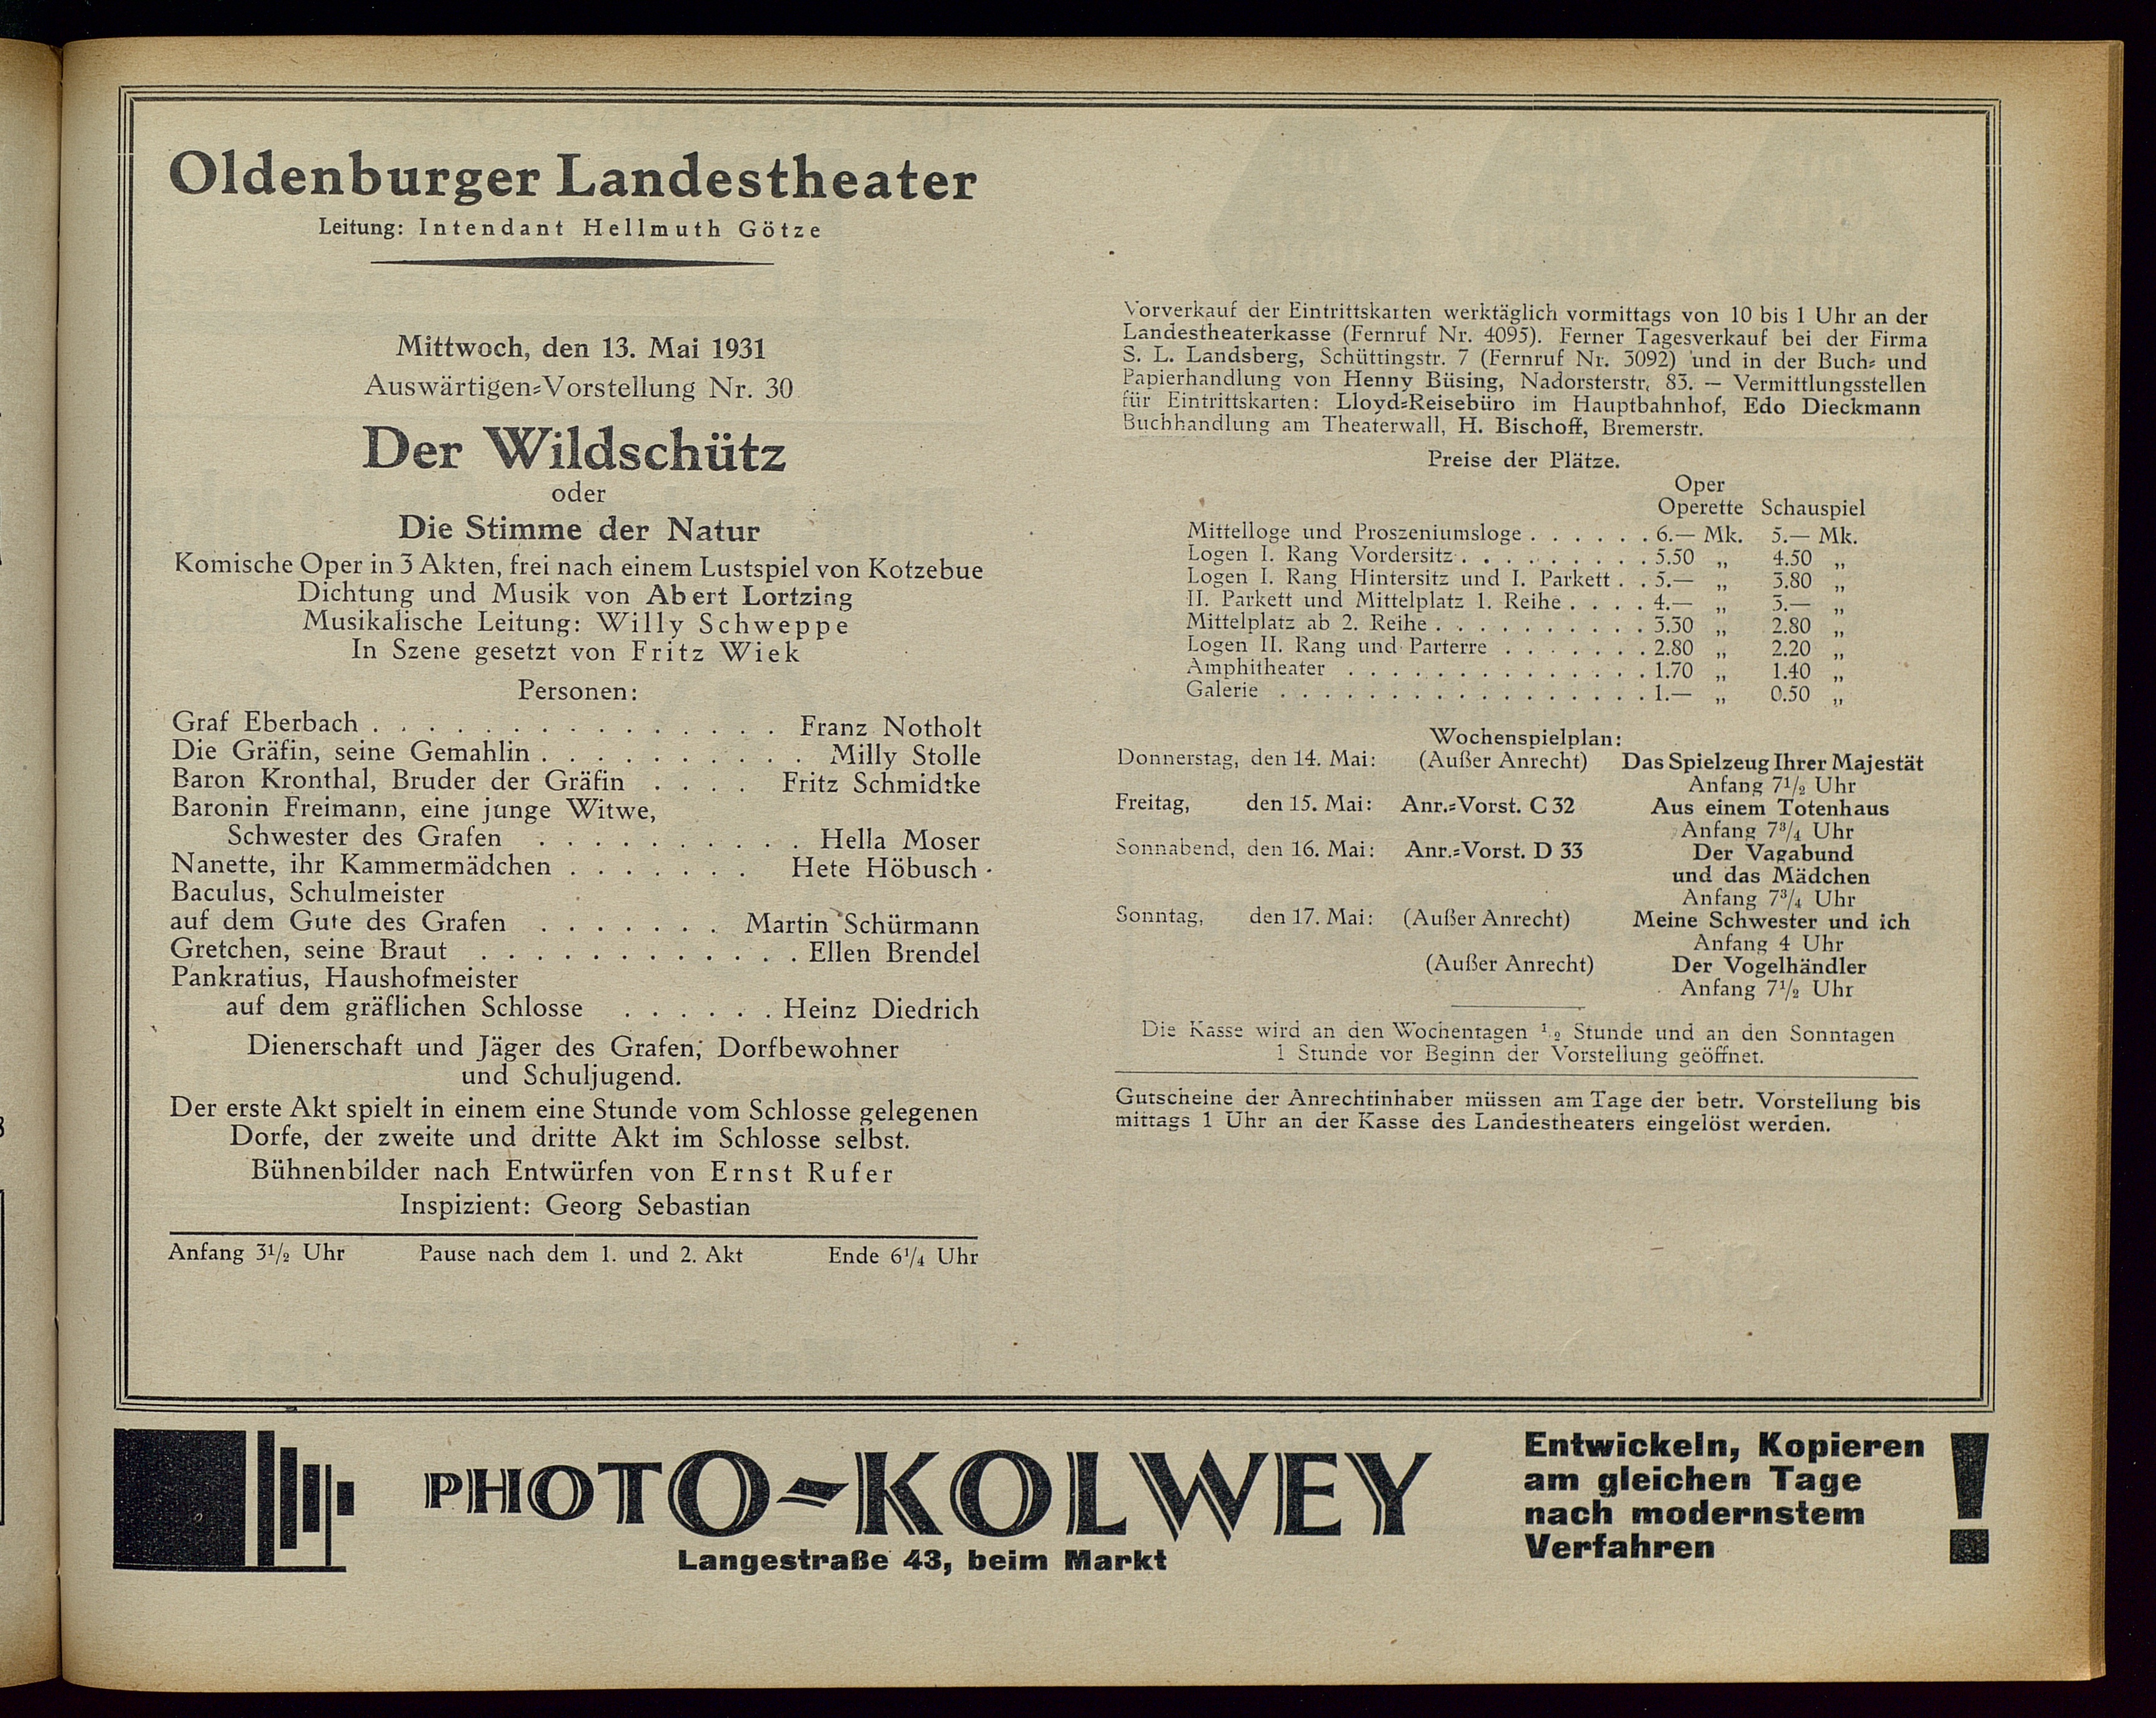 Oldenburger Landestheater
Leitung: Intendant Hellmuth Götze
Mittwoch, den 13. Mai 1931
Auswärtigen=Vorstellung Nr. 30
Der Wildschütz
oder
Die Stimme der Natur
Komische Oper in 3 Akten, frei nach einem Lustspiel von Kotzebue
Dichtung und Musik von Abert Lortzing
Musikalische Leitung: Willy Schweppe
In Szene gesetzt von Fritz Wiek
Personen:
Graf Eberbach . . . . . . . . . . . . . . . Franz Notholt
Die Gräfin, seine Gemahlin . . . . . . . . . . Milly Stolle
Baron Kronthal, Bruder der Gräfin . . . . Fritz Schmidtke
Baronin Freimann, eine junge Witwe,
Schwester des Grafen . . . . . . . . . . Hella Moser
Nanette, ihr Kammermädchen . . . . . . . Hete Höbusch
Baculus, Schulmeister
auf dem Gute des Grafen . . . . . . . Martin Schürmann
Gretchen, seine Braut . . . . . . . . . . . . Ellen Brendel
Pankratius, Haushofmeister
auf dem gräflichen Schlosse . . . . . . Heinz Diedrich
Dienerschaft und Jäger des Grafen, Dorfbewohner
und Schuljugend.
Der erste Akt spielt in einem eine Stunde vom Schlosse gelegenen
Dorfe, der zweite und dritte Akt im Schlosse selbst.
Bühnenbilder nach Entwürfen von Ernst Rufer
Inspizient: Georg Sebastian
Anfang 3½ Uhr Pause nach dem 1. und 2. Akt Ende 6¼ Uhr
Vorverkauf der Eintrittskarten werktäglich vormittags von 10 bis 1 Uhr an der
Landestheaterkasse (Fernruf Nr. 4095). Ferner Tagesverkauf bei der Firma
S. L. Landsberg, Schüttingstr. 7 (Fernruf Nr. 3092) und in der Buch= und
Papierhandlung von Henny Büsing, Nadorsterstr. 83. — Vermittlungsstellen
für Eintrittskarten: Lloyd=Reisebüro im Hauptbahnhof, Edo Dieckmann
Buchhandlung am Theaterwall, H. Bischoff, Bremerstr.
Preise der Plätze.
Oper
Operette Schauspiel
Mittelloge und Proszeniumsloge . . . . . . 6.— Mk. 5.— Mk.
Logen I. Rang Vordersitz . . . . . . . . . 5.50 „ 4.50 „
Logen I. Rang Hintersitz und I. Parkett . . 5.— „ 3.80 „
II. Parkett und Mittelplatz 1. Reihe . . . . 4.— „ 3.— „
Mittelplatz ab 2. Reihe . . . . . . . . . . 3.30 „ 2.80 „
Logen II. Rang und Parterre . . . . . . . 2.80 „ 2.20 „
Amphitheater . . . . . . . . . . . . . . 1.70 „ 1.40 „
Galerie . . . . . . . . . . . . . . . . . 1.— „ 0.50 „
Wochenspielplan:
Donnerstag, den 14. Mai: (Außer Anrecht) Das Spielzeug Ihrer Majestät
Anfang 7½ Uhr
Freitag, den 15. Mai: Anr.=Vorst. C 32 Aus einem Totenhaus
Anfang 7¾ Uhr
Sonnabend, den 16. Mai: Anr.=Vorst. D 33 Der Vagabund
und das Mädchen
Anfang 7¾ Uhr
Sonntag, den 17. Mai: (Außer Anrecht) Meine Schwester und ich
Anfang 4 Uhr
(Außer Anrecht) Der Vogelhändler
Anfang 7½ Uhr
Die Kasse wird an den Wochentagen ½ Stunde und an den Sonntagen
1 Stunde vor Beginn der Vorstellung geöffnet.
Gutscheine der Anrechtinhaber müssen am Tage der betr. Vorstellung bis
mittags 1 Uhr an der Kasse des Landestheaters eingelöst werden.
PHOTO=KOLWEY
Langestraße 43, beim Markt
Entwickeln, Kopieren
am gleichen Tage
nach modernstem
Verfahren !